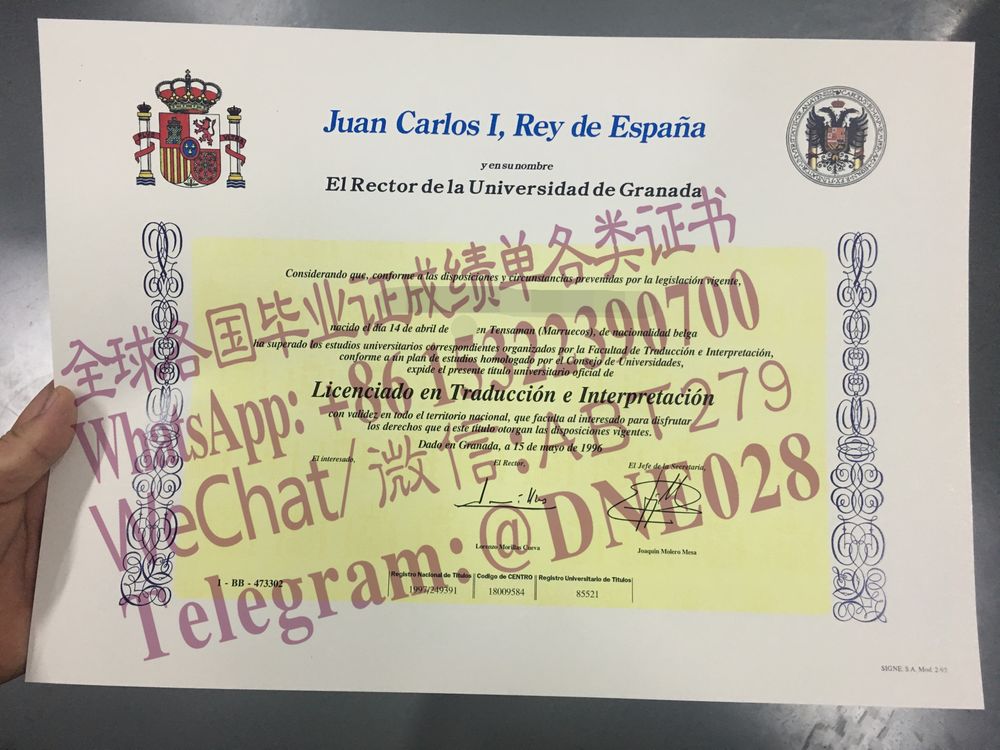 Juan Carlos I, Rey de España
y en su nombre
El Rector de la Universidad de Granada
Considerando que, conforme a las disposiciones y circunstancias prevenidas por la legislación vigente,
nacido el día 14 de abril de en Tensaman (Marruecos), de nacionalidad belga
ha superado los estudios universitarios correspondientes organizados por la Facultad de Traducción e Interpretación,
conforme a un plan de estudios homologado por el Consejo de Universidades,
expide el presente título universitario oficial de
Licenciado en Traducción e Interpretación
con validez en todo el territorio nacional, que faculta al interesado para disfrutar
los derechos que a este título otorgan las disposiciones vigentes.
Dado en Granada, a 15 de mayo de 1996
El interesado, El Rector, El Jefe de la Secretaría,
Lorenzo Morillas Cueva
Joaquín Molero Mesa
1 - BB - 473302
Registro Nacional de Títulos Codigo de CENTRO Registro Universitario de Títulos
1997/249391 18009584 85521
SIGNE. S.A. Mod. 2/95
全球各国毕业证成绩单各类证书
WhatsApp: +86 15322390700
WeChat/微信:AET279
Telegram:@DNE028